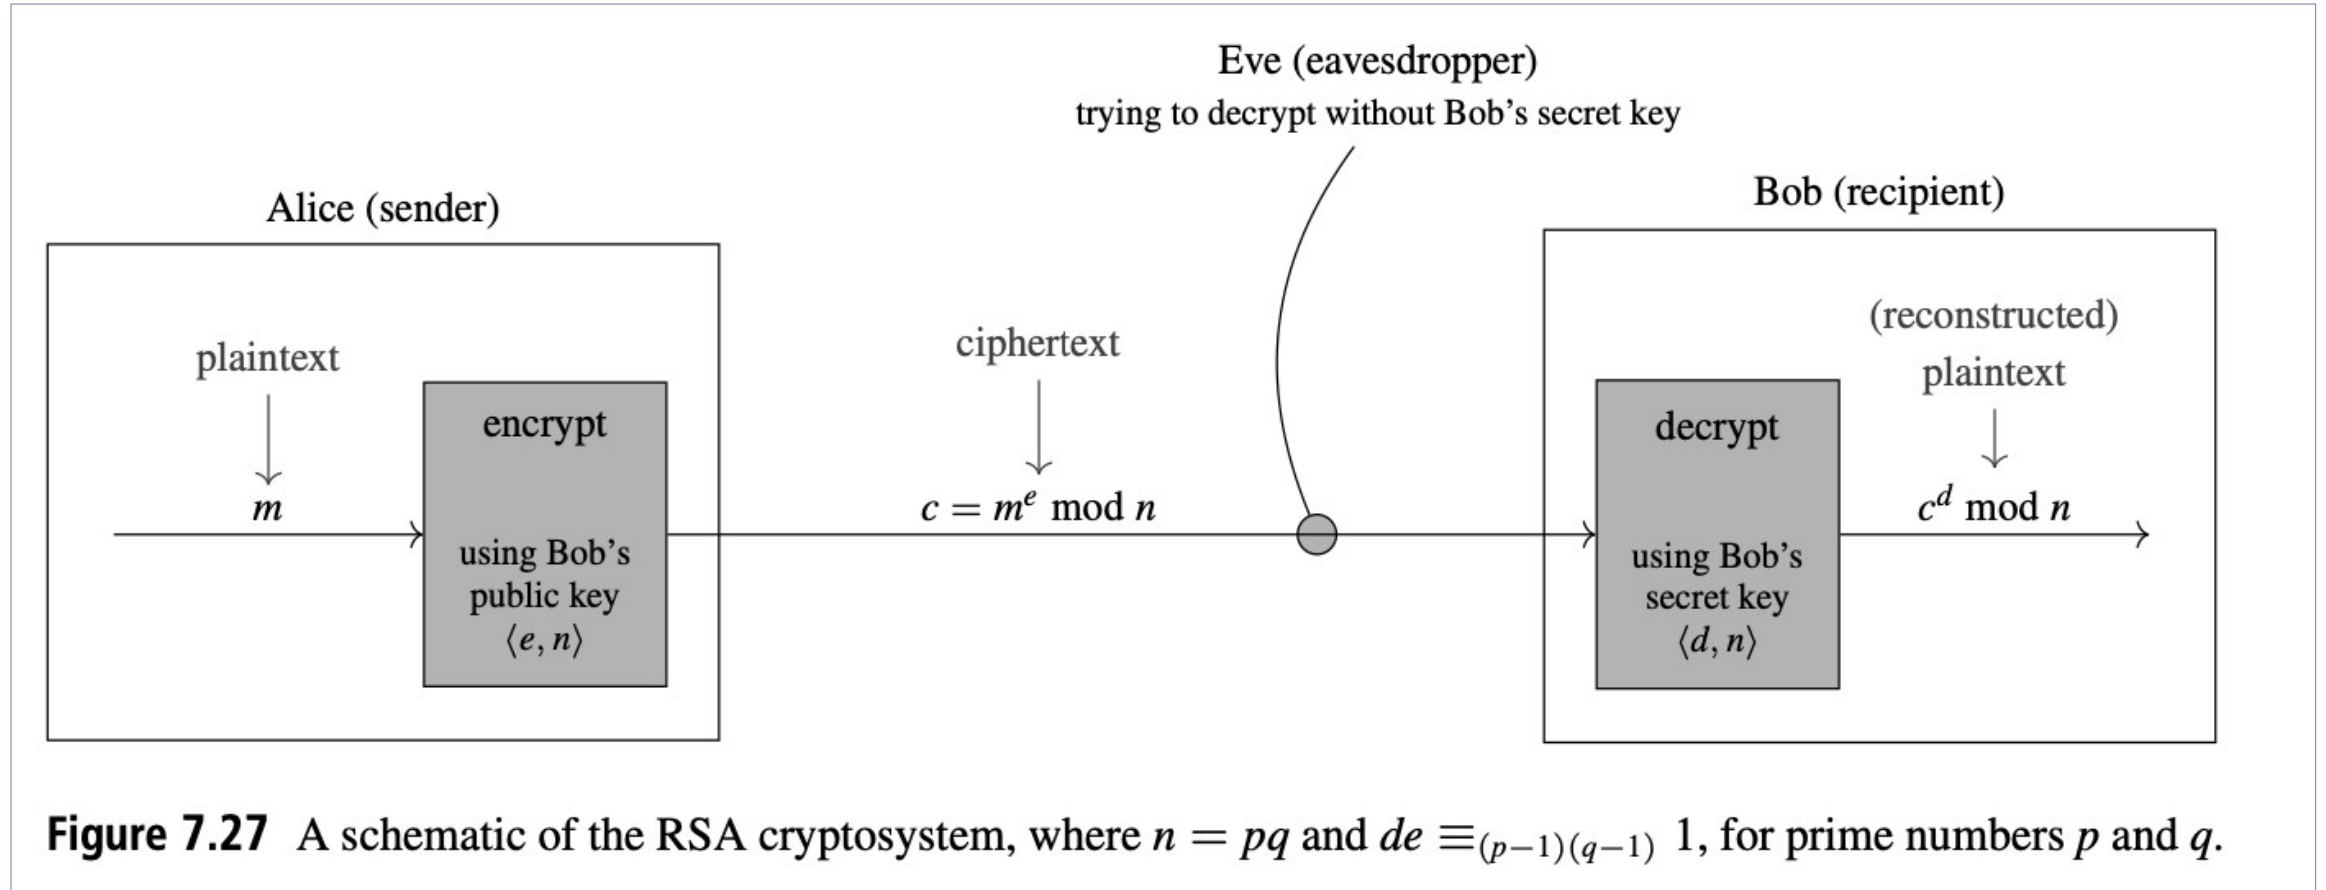 Eve (eavesdropper)
trying to decrypt without Bob’s secret key
Alice (sender)
Bob (recipient)
plaintext
m
encrypt
using Bob’s
public key
⟨e, n⟩
ciphertext
c = mᵉ mod n
decrypt
using Bob’s
secret key
⟨d, n⟩
(reconstructed)
plaintext
cᵈ mod n
Figure 7.27 A schematic of the RSA cryptosystem, where n = pq and de ≡₍p−1₎₍q−1₎ 1, for prime numbers p and q.